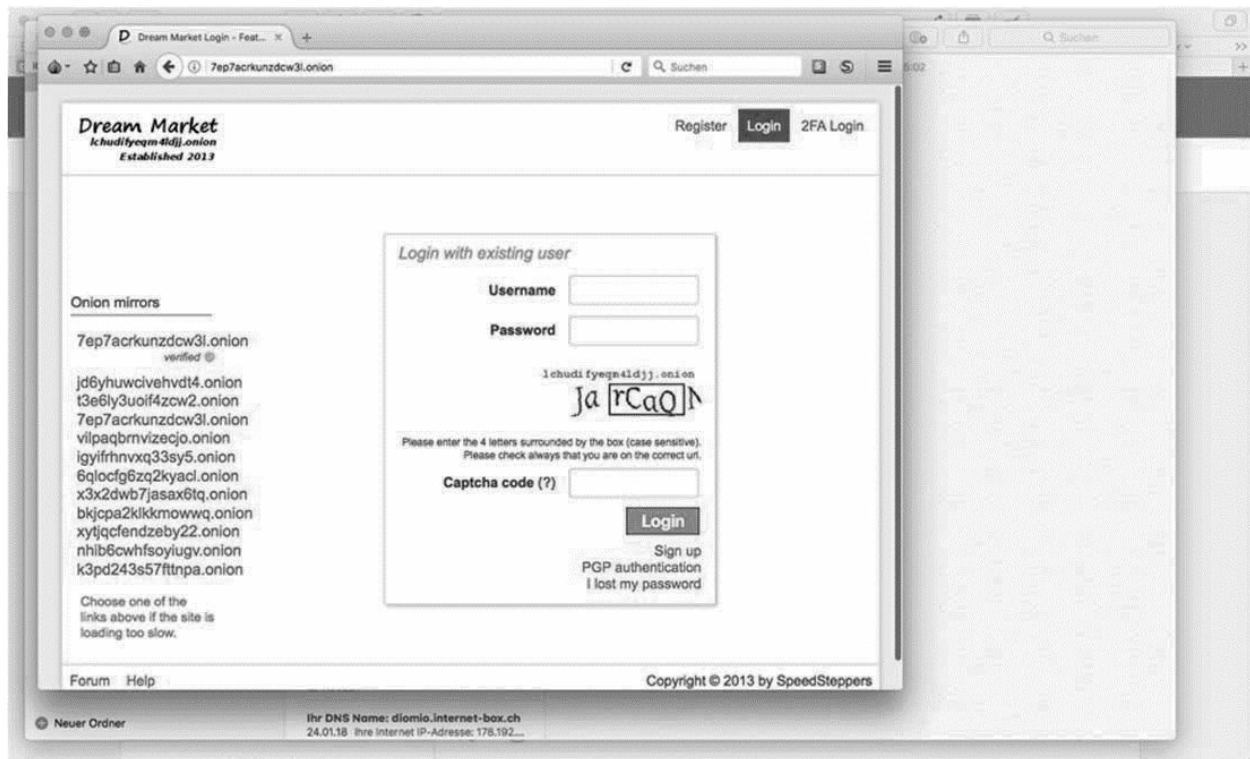 Dream Market Login - Feat...
7ep7acrkunzdcw3l.onion
Suchen
Suchen
Dream Market
lchudifyeqm4ldjj.onion
Established 2013
Register Login 2FA Login
Login with existing user
Username
Password
lchudifyeqm4ldjj.onion
Ja rCaQ
Please enter the 4 letters surrounded by the box (case sensitive).
Please check always that you are on the correct url.
Captcha code (?)
Login
Sign up
PGP authentication
I lost my password
Onion mirrors
7ep7acrkunzdcw3l.onion
verified
jd6yhuwcivehvdt4.onion
t3e6ly3uoif4zcw2.onion
7ep7acrkunzdcw3l.onion
vilpaqbrnvizecjo.onion
igyifrhnvxq33sy5.onion
6qlocfg6zq2kyacl.onion
x3x2dwb7jasax6tq.onion
bkjcpa2klkkmowwq.onion
xytjqcfendzeby22.onion
nhib6cwhfsoyiugv.onion
k3pd243s57fttnpa.onion
Choose one of the
links above if the site is
loading too slow.
Forum Help
Copyright © 2013 by SpeedSteppers
Neuer Ordner
Ihr DNS Name: diomio.internet-box.ch
24.01.18 Ihre Internet IP-Adresse: 178.192....